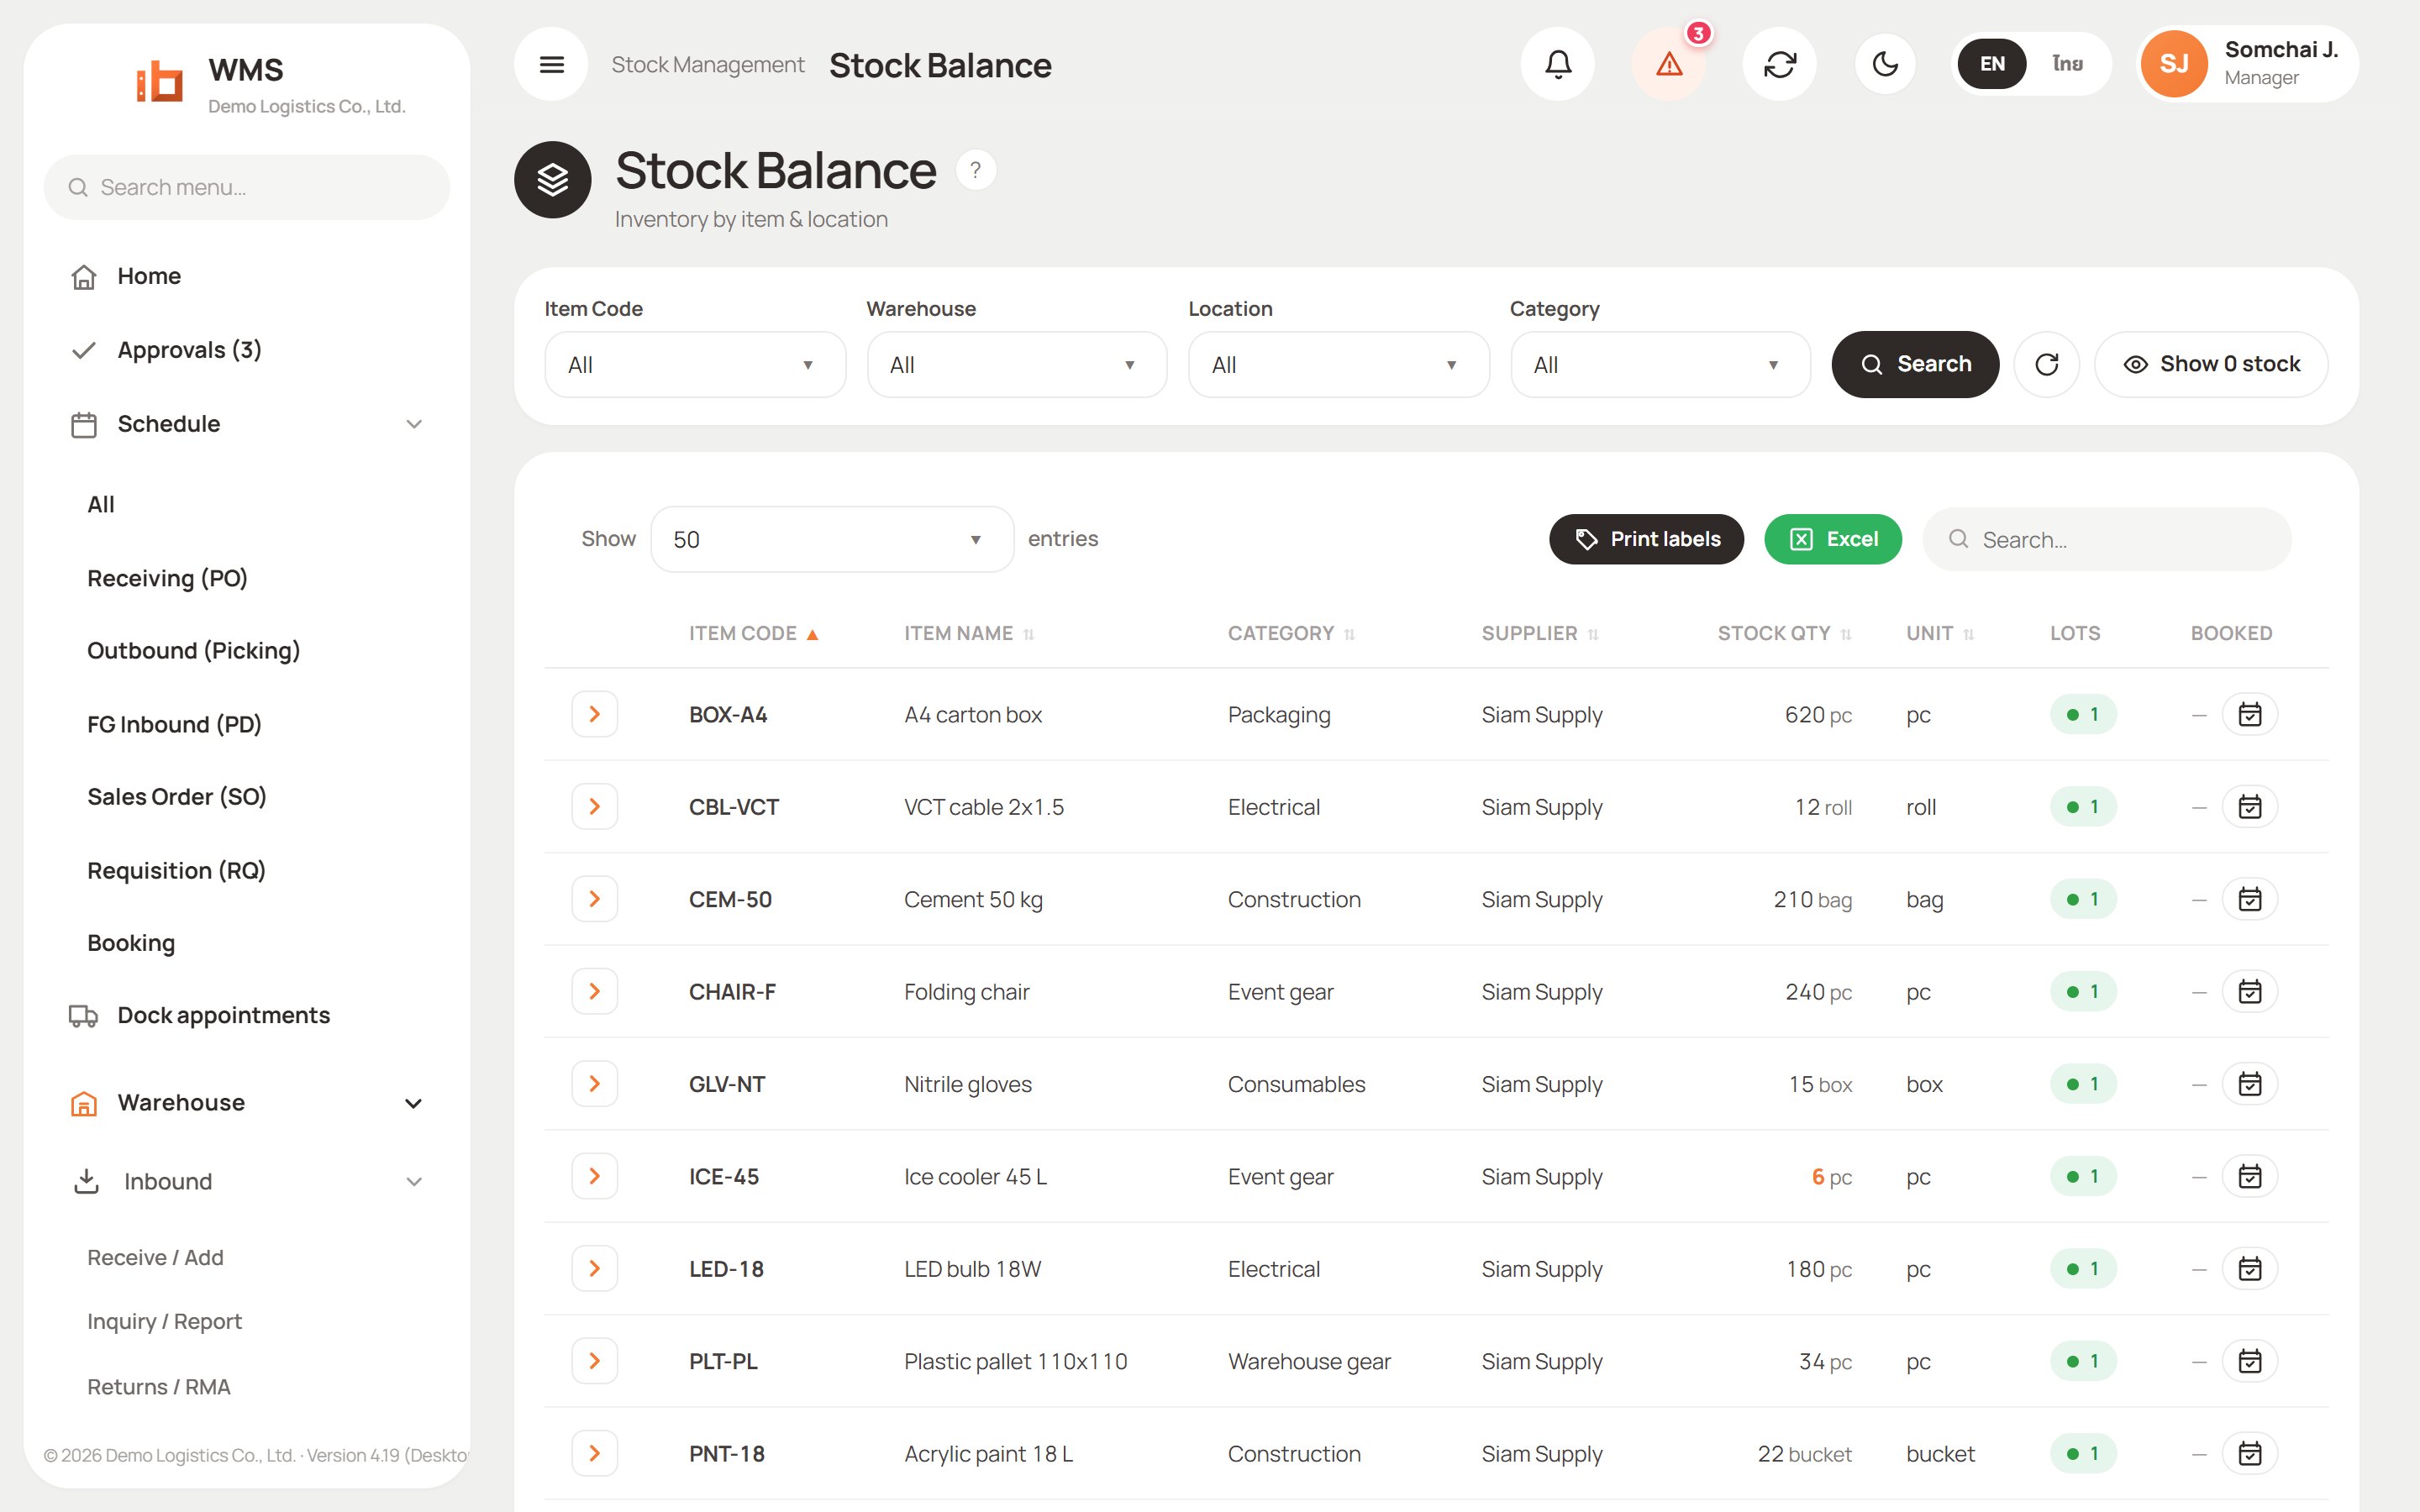 WMS
Demo Logistics Co., Ltd.
Search menu...
Home
Approvals (3)
Schedule
All
Receiving (PO)
Outbound (Picking)
FG Inbound (PD)
Sales Order (SO)
Requisition (RQ)
Booking
Dock appointments
Warehouse
Inbound
Receive / Add
Inquiry / Report
Returns / RMA
© 2026 Demo Logistics Co., Ltd. · Version 4.19 (Deskto
Stock Management Stock Balance
3
EN ไทย
SJ
Somchai J.
Manager
Stock Balance ?
Inventory by item & location
Item Code Warehouse Location Category
All All All All Search Show 0 stock
Show 50 entries Print labels Excel Search...
ITEM CODE ITEM NAME CATEGORY SUPPLIER STOCK QTY UNIT LOTS BOOKED
BOX-A4 A4 carton box Packaging Siam Supply 620 pc pc 1 –
CBL-VCT VCT cable 2x1.5 Electrical Siam Supply 12 roll roll 1 –
CEM-50 Cement 50 kg Construction Siam Supply 210 bag bag 1 –
CHAIR-F Folding chair Event gear Siam Supply 240 pc pc 1 –
GLV-NT Nitrile gloves Consumables Siam Supply 15 box box 1 –
ICE-45 Ice cooler 45 L Event gear Siam Supply 6 pc pc 1 –
LED-18 LED bulb 18W Electrical Siam Supply 180 pc pc 1 –
PLT-PL Plastic pallet 110x110 Warehouse gear Siam Supply 34 pc pc 1 –
PNT-18 Acrylic paint 18 L Construction Siam Supply 22 bucket bucket 1 –